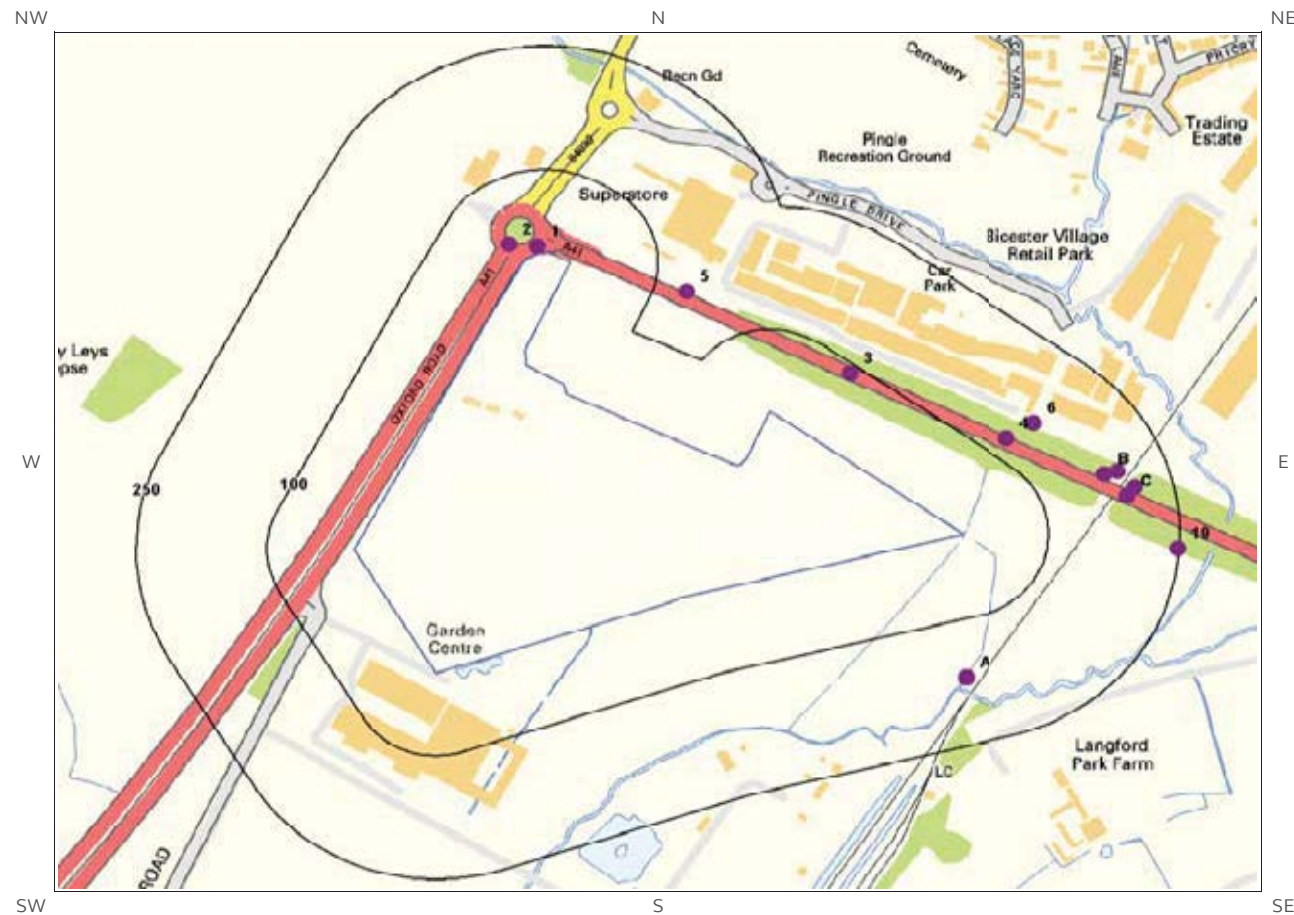 NW
N
NE
Recn Gd
Cemetery
PRIORY
Trading
Estate
Pingle
Recreation Ground
B4030
Superstore
PINGLE DRIVE
Bicester Village
Retail Park
Car
Park
2
1
A41
A41
5
y Leys
pse
OXFORD ROAD
3
4
6
B
C
W
E
250
100
10
Garden
Centre
A
Langford
Park Farm
LC
ROAD
SW
S
SE